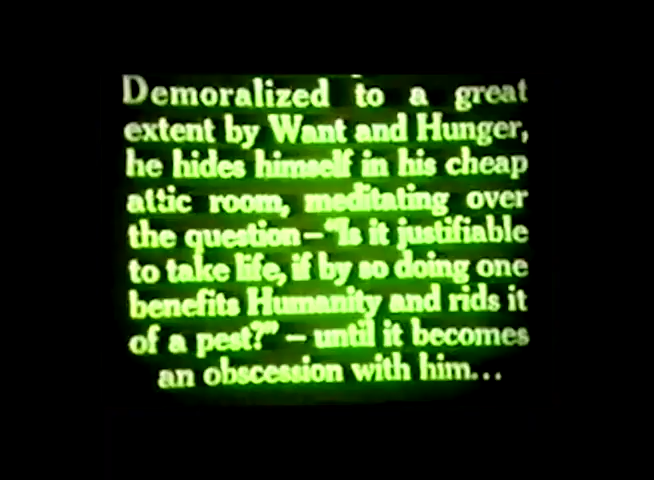 Demoralized to a great
extent by Want and Hunger,
he hides himself in his cheap
attic room, meditating over
the question—"Is it justifiable
to take life, if by so doing one
benefits Humanity and rids it
of a pest?" — until it becomes
an obscession with him...